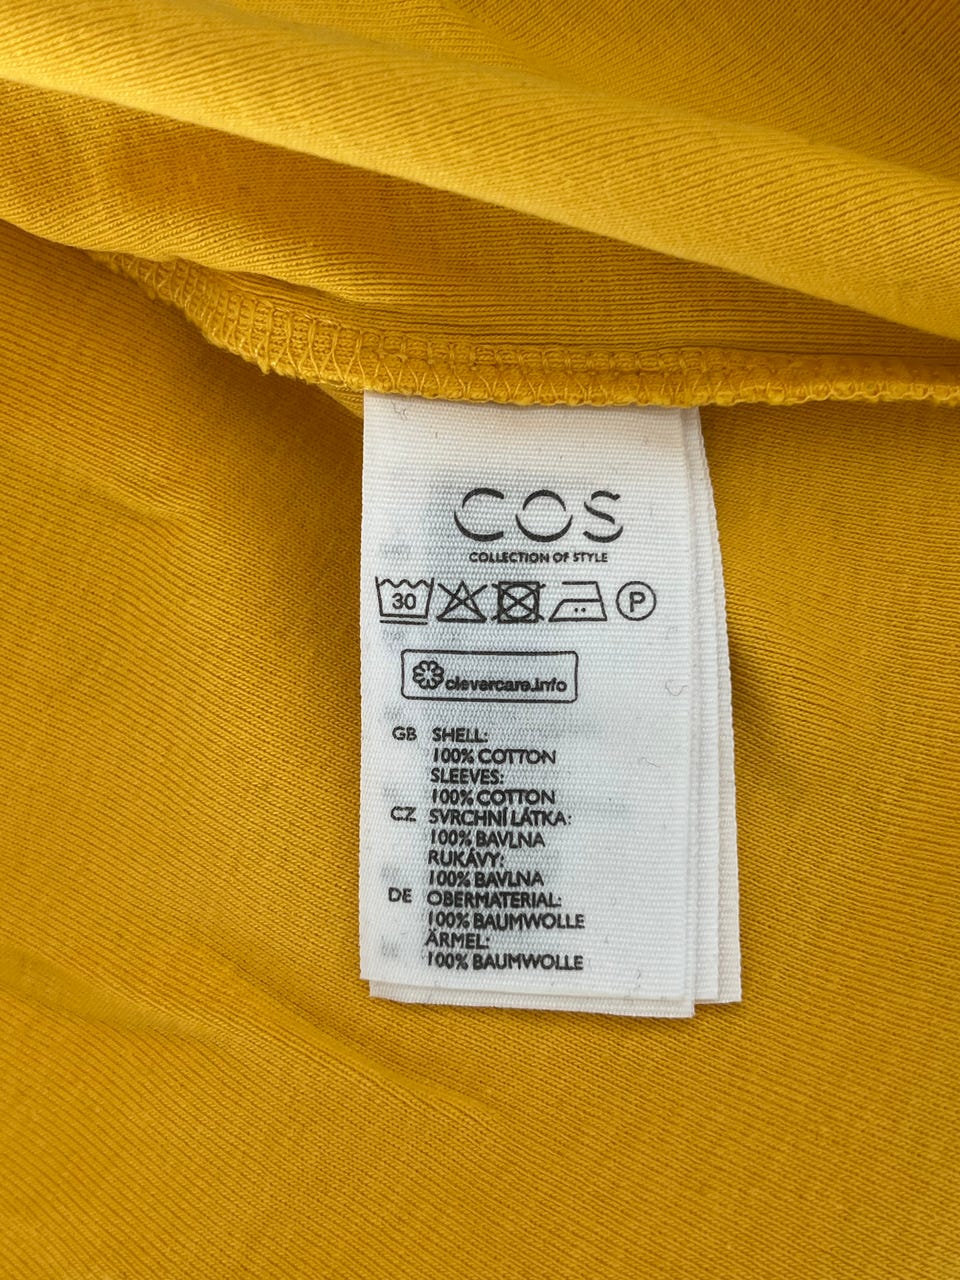 COS
COLLECTION OF STYLE
30 P
clevercare.info
GB SHELL:
100% COTTON
SLEEVES:
100% COTTON
CZ SVRCHNÍ LÁTKA:
100% BAVLNA
RUKÁVY:
100% BAVLNA
DE OBERMATERIAL:
100% BAUMWOLLE
ÄRMEL:
100% BAUMWOLLE